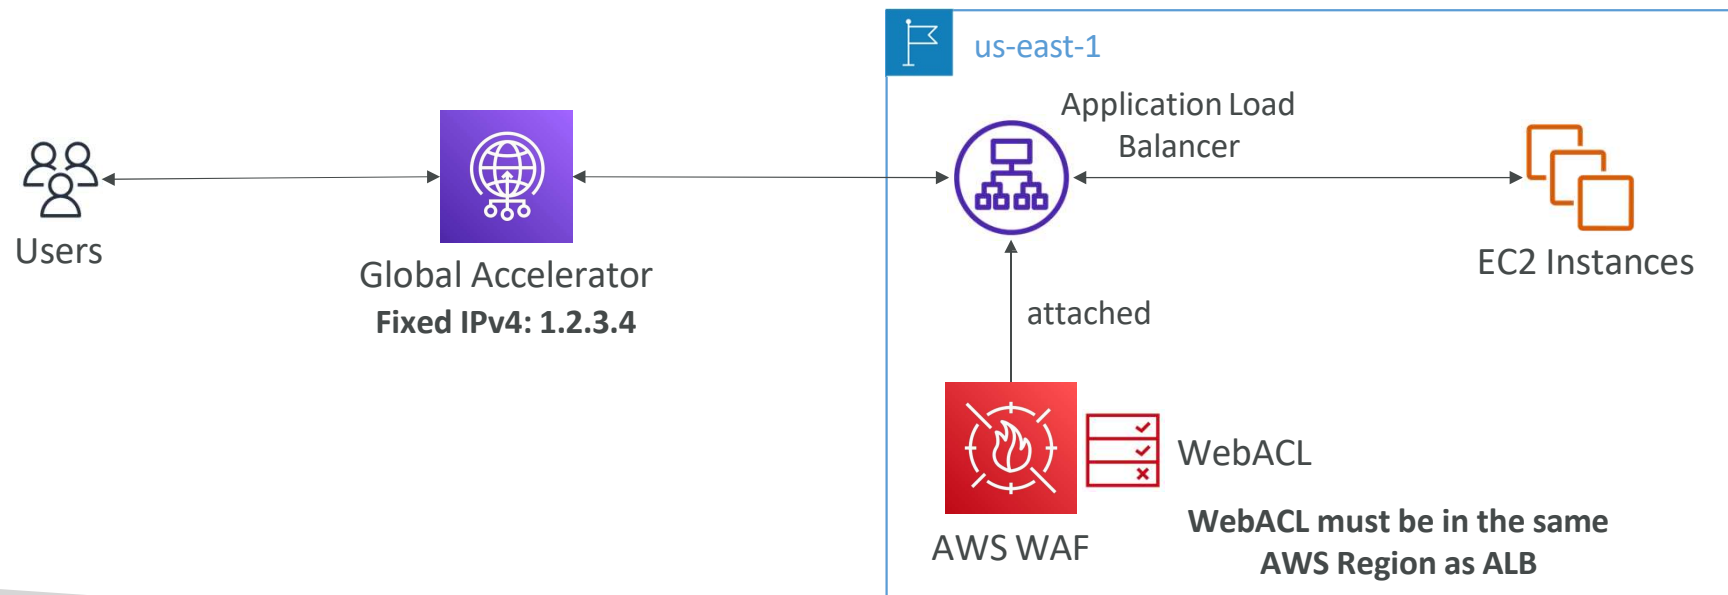 us-east-1
Application Load
Balancer
Users
Global Accelerator
Fixed IPv4: 1.2.3.4
EC2 Instances
attached
WebACL
AWS WAF
WebACL must be in the same
AWS Region as ALB